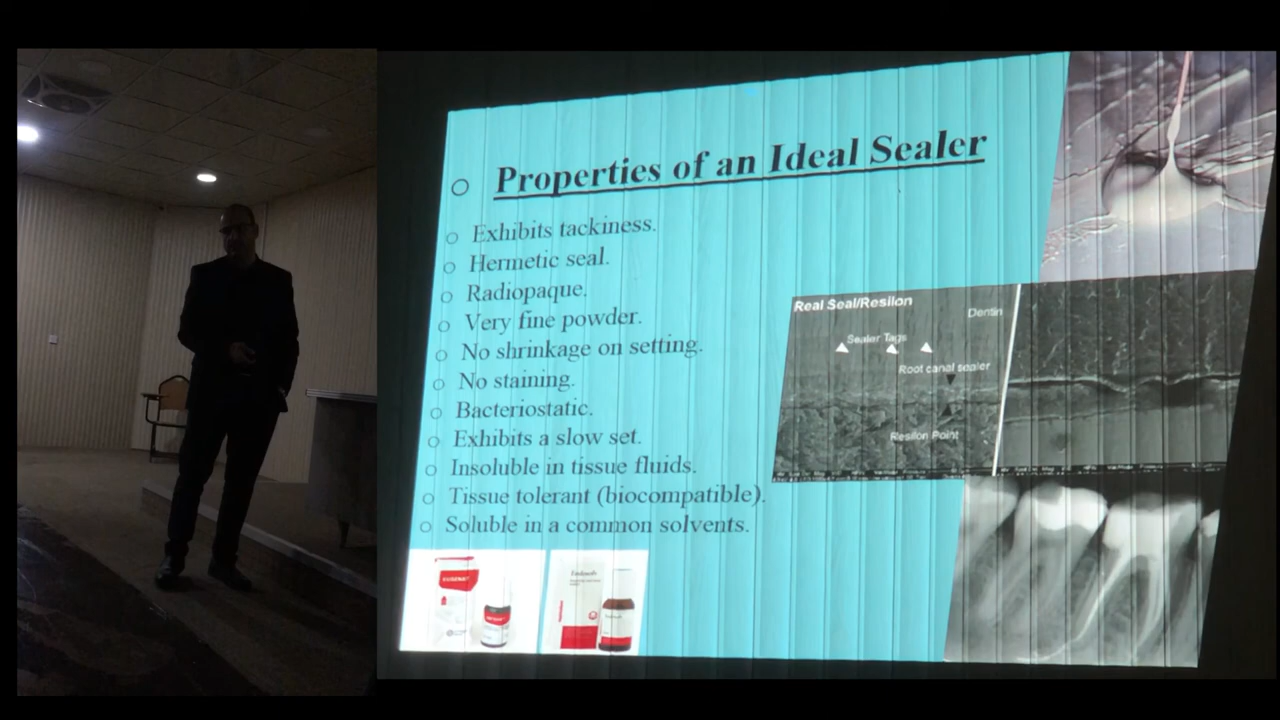 Properties of an Ideal Sealer
Exhibits tackiness.
Hermetic seal.
Radiopaque.
Very fine powder.
No shrinkage on setting.
No staining.
Bacteriostatic.
Exhibits a slow set.
Insoluble in tissue fluids.
Tissue tolerant (biocompatible).
Soluble in a common solvents.
Real Seal/Resilon
Dentin
Sealer Tags
Root canal sealer
Resilon Point